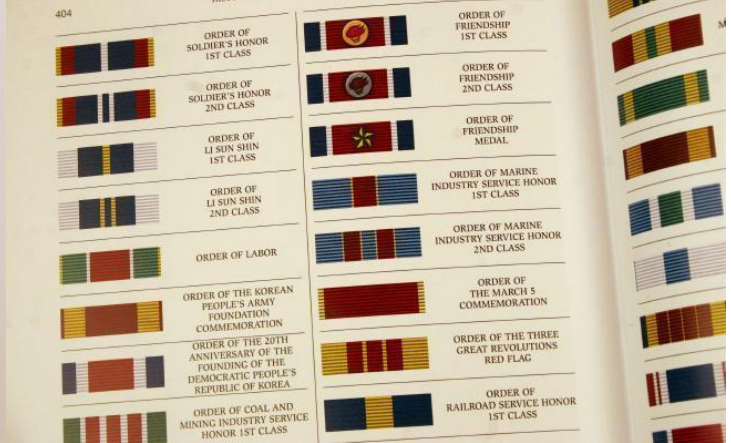 404
ORDER OF
SOLDIER'S HONOR
1ST CLASS
ORDER OF
SOLDIER'S HONOR
2ND CLASS
ORDER OF
LI SUN SHIN
1ST CLASS
ORDER OF
LI SUN SHIN
2ND CLASS
ORDER OF LABOR
ORDER OF THE KOREAN
PEOPLE'S ARMY
FOUNDATION
COMMEMORATION
ORDER OF THE 20TH
ANNIVERSARY OF THE
FOUNDING OF THE
DEMOCRATIC PEOPLE'S
REPUBLIC OF KOREA
ORDER OF COAL AND
MINING INDUSTRY SERVICE
HONOR 1ST CLASS
ORDER OF
FRIENDSHIP
1ST CLASS
ORDER OF
FRIENDSHIP
2ND CLASS
ORDER OF
FRIENDSHIP
MEDAL
ORDER OF MARINE
INDUSTRY SERVICE HONOR
1ST CLASS
ORDER OF MARINE
INDUSTRY SERVICE HONOR
2ND CLASS
ORDER OF
THE MARCH 5
COMMEMORATION
ORDER OF THE THREE
GREAT REVOLUTIONS
RED FLAG
ORDER OF
RAILROAD SERVICE HONOR
1ST CLASS